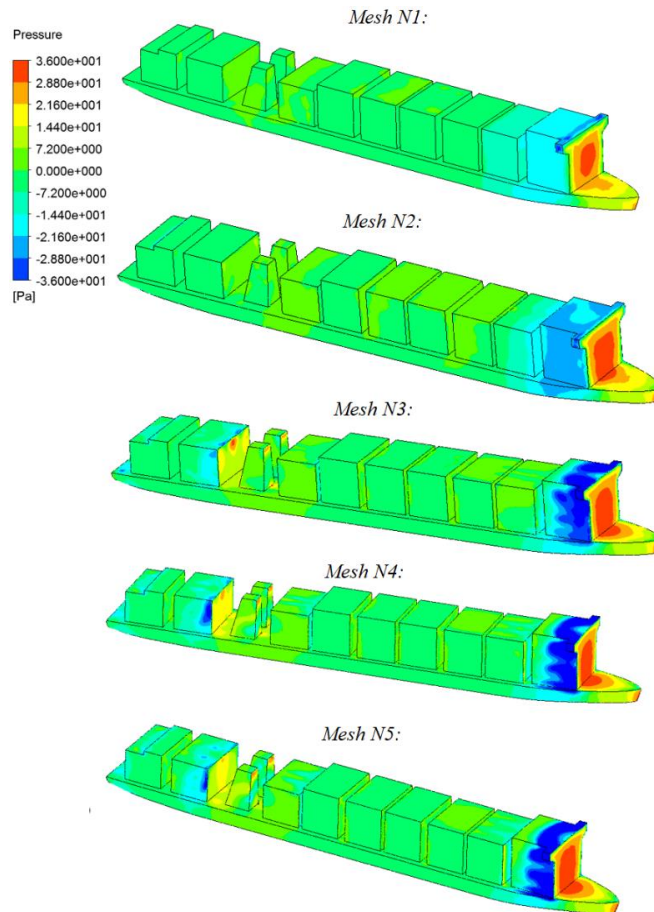 Mesh N1:
Pressure
3.600e+001
2.880e+001
2.160e+001
1.440e+001
7.200e+000
0.000e+000
-7.200e+000
-1.440e+001
-2.160e+001
-2.880e+001
-3.600e+001
[Pa]
Mesh N2:
Mesh N3:
Mesh N4:
Mesh N5: